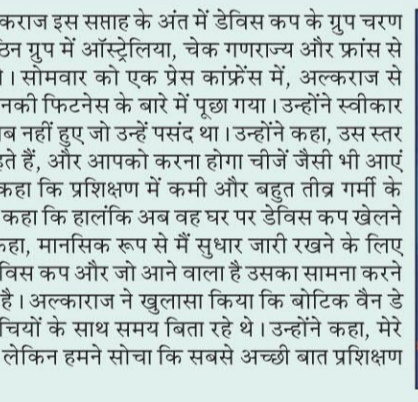 कराज इस सप्ताह के अंत में डेविस कप के ग्रुप चरण
ठिन ग्रुप में ऑस्ट्रेलिया, चेक गणराज्य और फ्रांस से
। सोमवार को एक प्रेस कांफ्रेंस में, अल्कराज से
नकी फिटनेस के बारे में पूछा गया। उन्होंने स्वीकार
ब नहीं हुए जो उन्हें पसंद था। उन्होंने कहा, उस स्तर
हते हैं, और आपको करना होगा चीजें जैसी भी आएं
कहा कि प्रशिक्षण में कमी और बहुत तीव्र गर्मी के
कहा कि हालंकि अब वह घर पर डेविस कप खेलने
कहा, मानसिक रूप से मैं सुधार जारी रखने के लिए
विस कप और जो आने वाला है उसका सामना करने
है। अल्काराज ने खुलासा किया कि बोटिक वैन डे
चियों के साथ समय बिता रहे थे। उन्होंने कहा, मेरे
लेकिन हमने सोचा कि सबसे अच्छी बात प्रशिक्षण